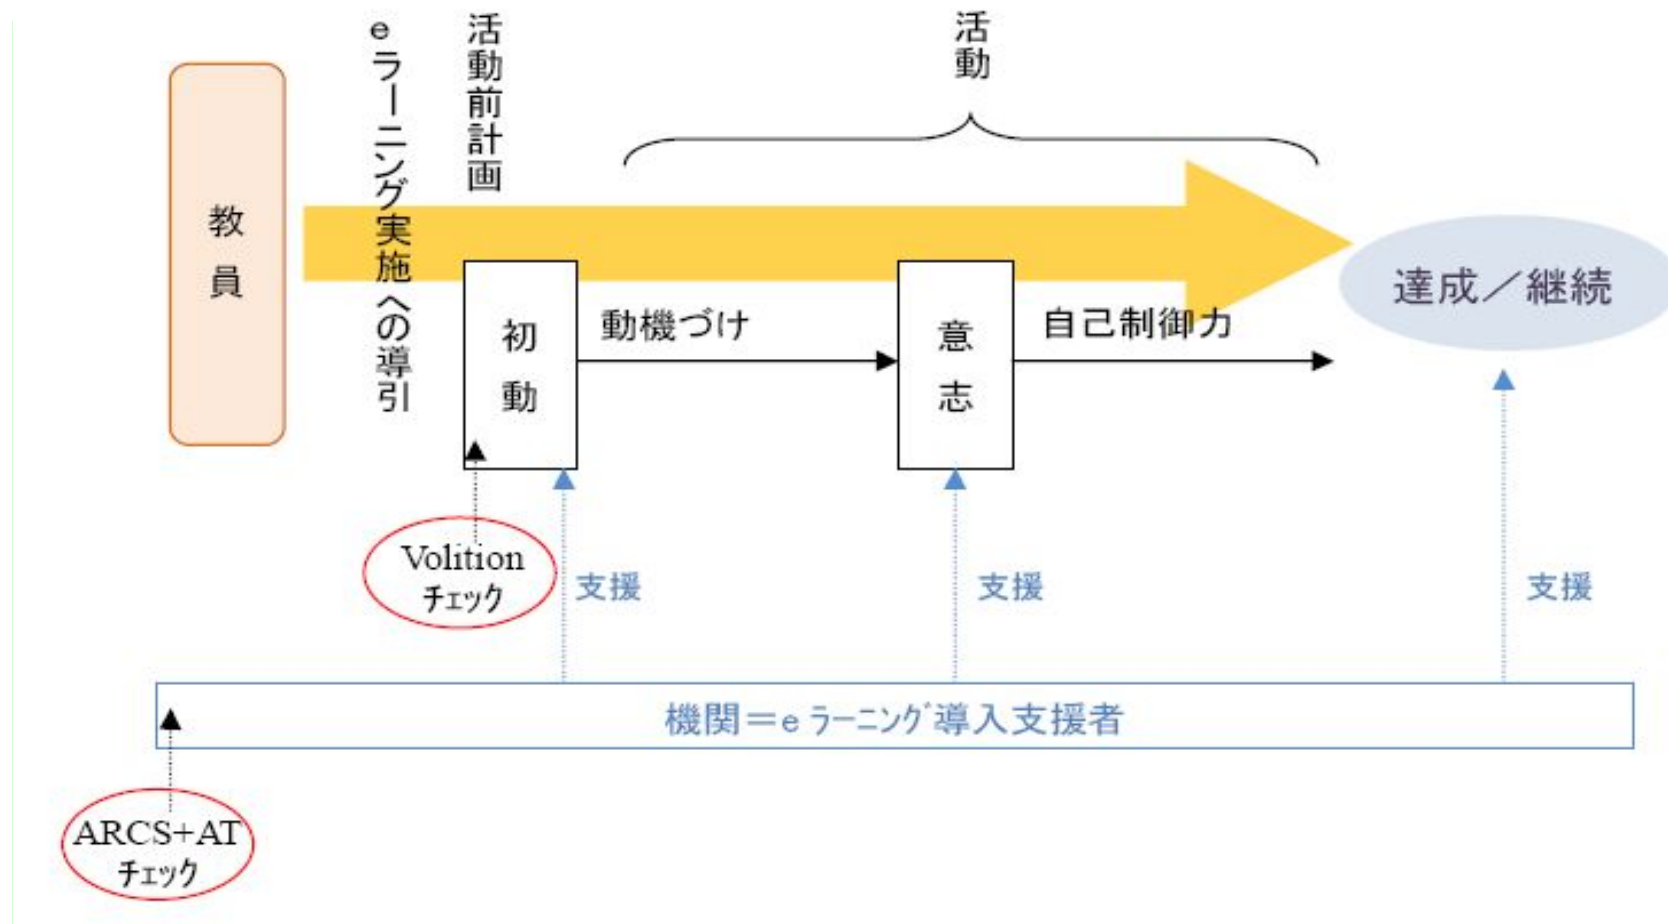 教員
eラーニング実施への導引
活動前計画
活動
初動
動機づけ
意志
自己制御力
達成／継続
Volition
ﾁｪｯｸ
支援
支援
支援
機関＝eﾗｰﾆﾝｸﾞ導入支援者
ARCS+AT
ﾁｪｯｸ